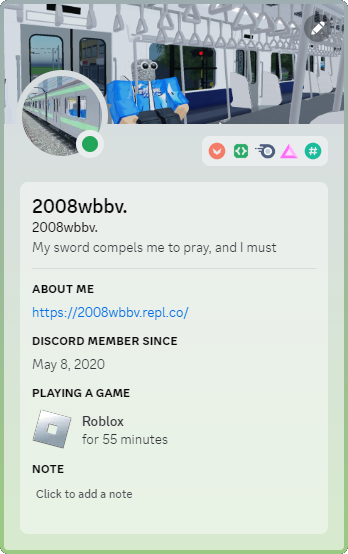 2008wbbv.
2008wbbv.
My sword compels me to pray, and I must
ABOUT ME
https://2008wbbv.repl.co/
DISCORD MEMBER SINCE
May 8, 2020
PLAYING A GAME
Roblox
for 55 minutes
NOTE
Click to add a note